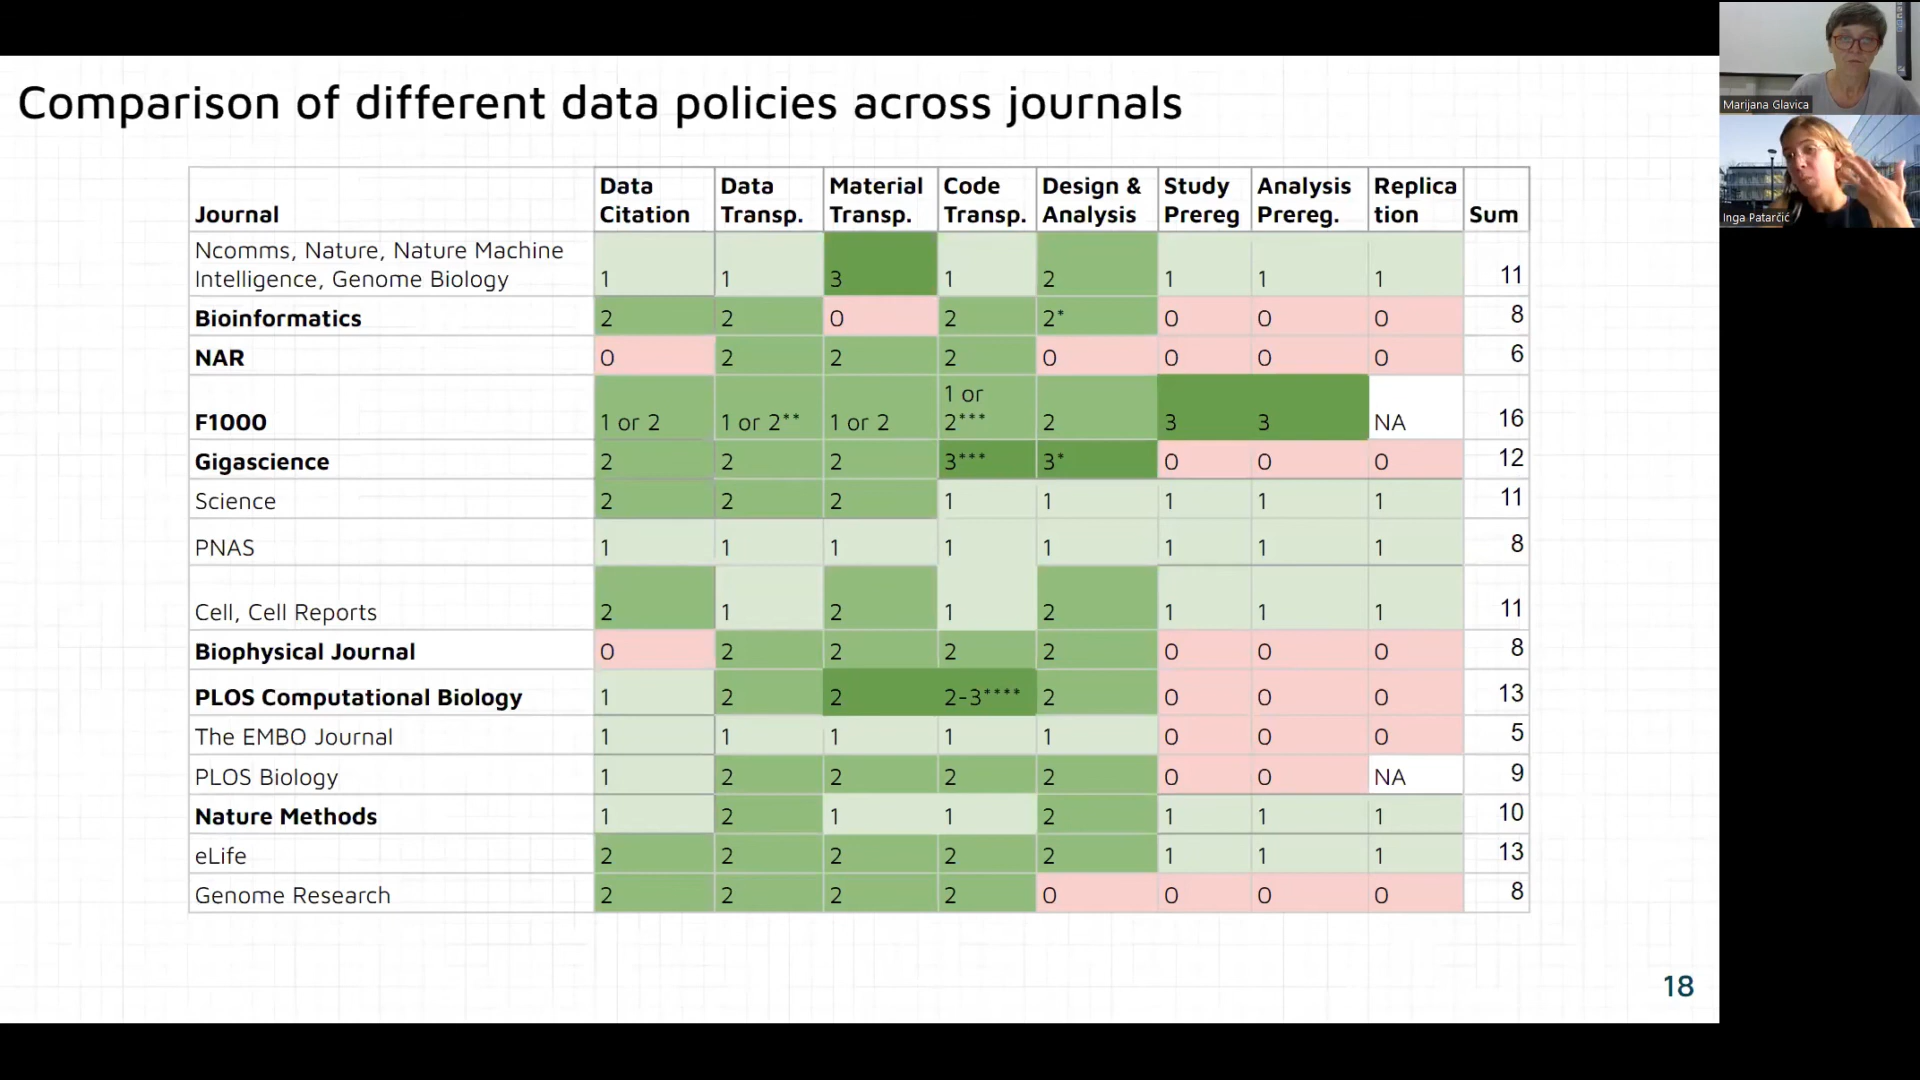 Comparison of different data policies across journals
Journal Data Citation Data Transp. Material Transp. Code Transp. Design & Analysis Study Prereg Analysis Prereg. Replica tion Sum
Ncomms, Nature, Nature Machine Intelligence, Genome Biology 1 1 3 1 2 1 1 1 11
Bioinformatics 2 2 0 2 2* 0 0 0 8
NAR 0 2 2 2 0 0 0 0 6
F1000 1 or 2 1 or 2** 1 or 2 1 or 2*** 2 3 3 NA 16
Gigascience 2 2 2 3*** 3* 0 0 0 12
Science 2 2 2 1 1 1 1 1 11
PNAS 1 1 1 1 1 1 1 1 8
Cell, Cell Reports 2 1 2 1 2 1 1 1 11
Biophysical Journal 0 2 2 2 2 0 0 0 8
PLOS Computational Biology 1 2 2 2-3**** 2 0 0 0 13
The EMBO Journal 1 1 1 1 1 0 0 0 5
PLOS Biology 1 2 2 2 2 0 0 NA 9
Nature Methods 1 2 1 1 2 1 1 1 10
eLife 2 2 2 2 2 1 1 1 13
Genome Research 2 2 2 2 0 0 0 0 8
18
Marijana Glavica
Inga Patarčić